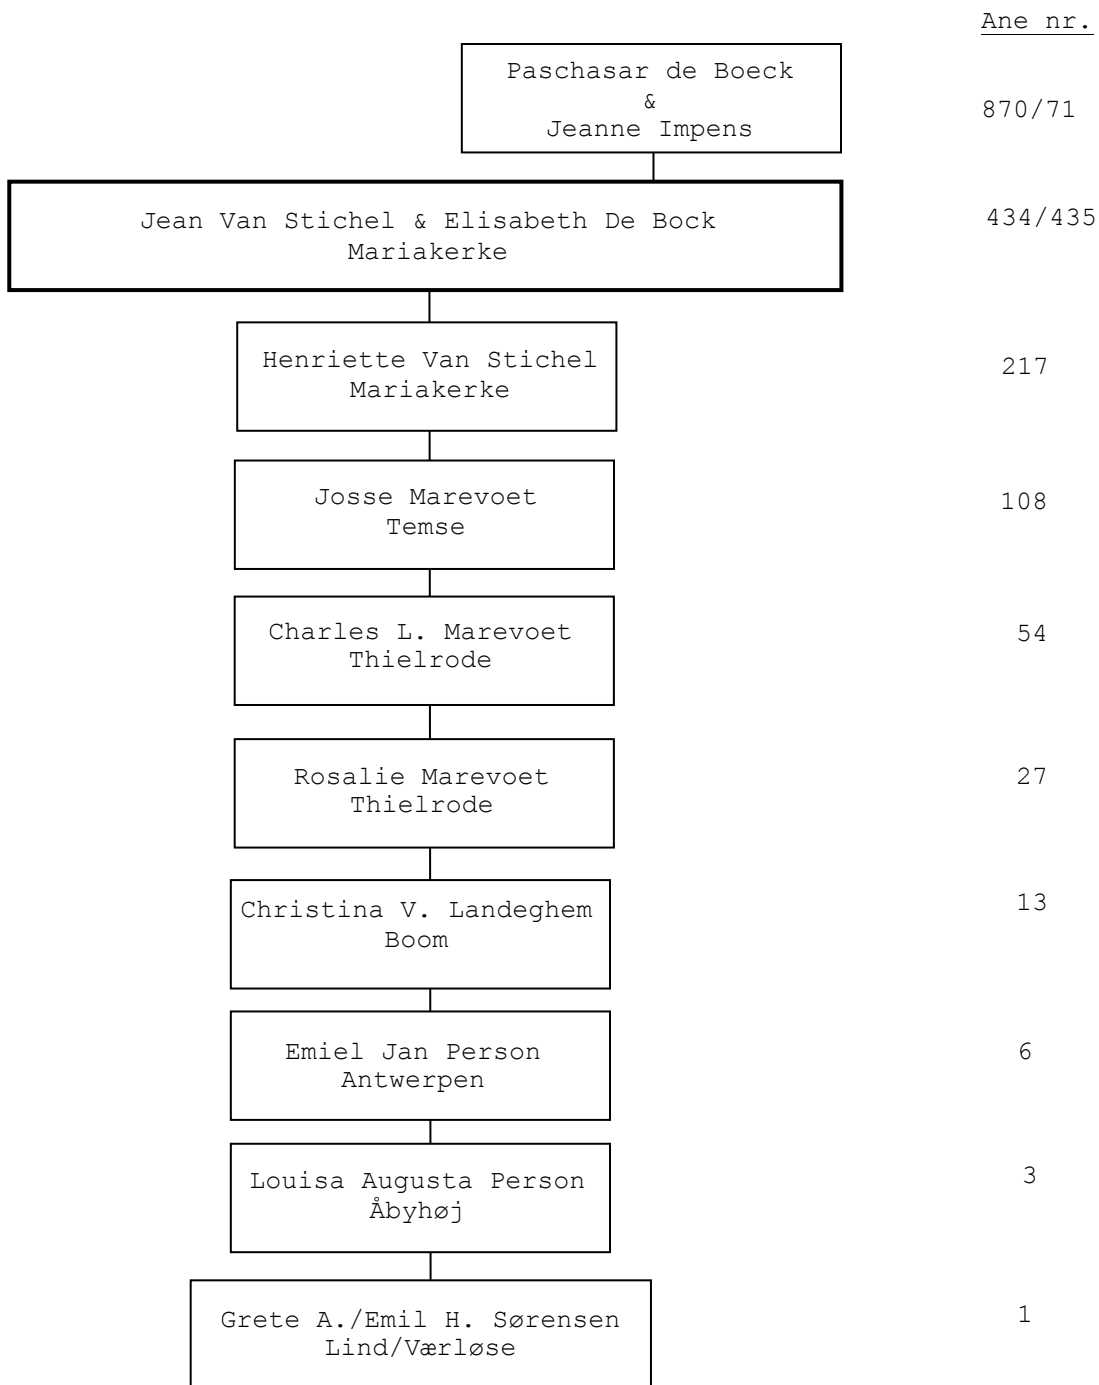 Ane nr.
Paschasar de Boeck
&
Jeanne Impens
870/71
Jean Van Stichel & Elisabeth De Bock
Mariakerke
434/435
Henriette Van Stichel
Mariakerke
217
Josse Marevoet
Temse
108
Charles L. Marevoet
Thielrode
54
Rosalie Marevoet
Thielrode
27
Christina V. Landeghem
Boom
13
Emiel Jan Person
Antwerpen
6
Louisa Augusta Person
Åbyhøj
3
Grete A./Emil H. Sørensen
Lind/Værløse
1